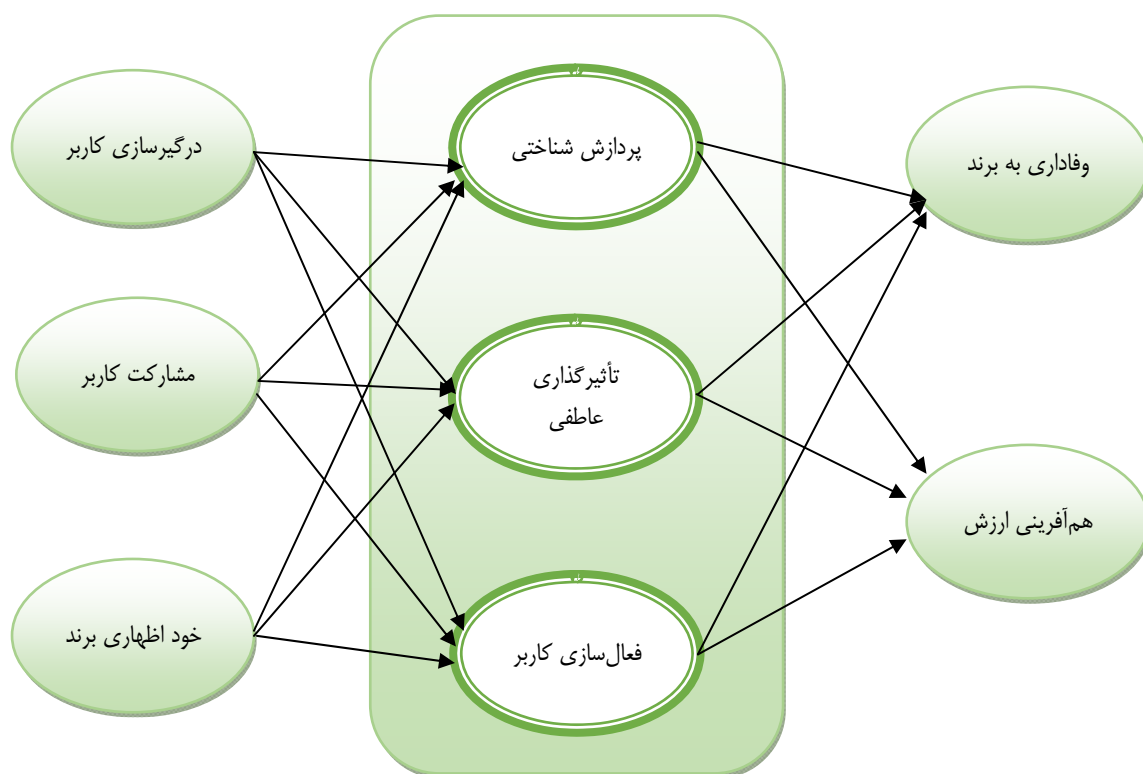 درگیرسازی کاربر
مشارکت کاربر
خود اظهاری برند
پردازش شناختی
تأثیرگذاری
عاطفی
فعال‌سازی کاربر
وفاداری به برند
هم‌آفرینی ارزش